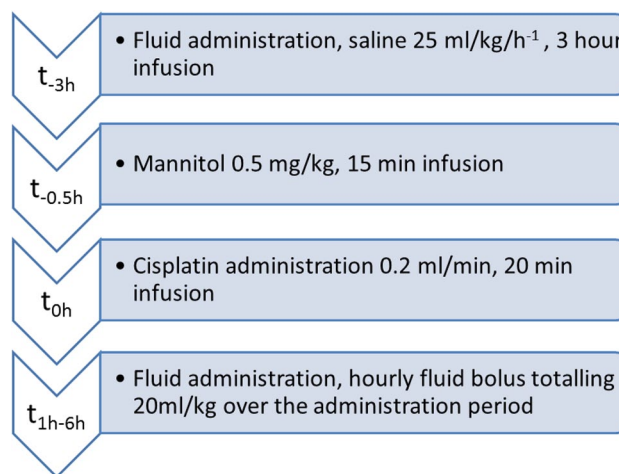 t-3h
• Fluid administration, saline 25 ml/kg/h-1 , 3 hour
infusion
t-0.5h
• Mannitol 0.5 mg/kg, 15 min infusion
t0h
• Cisplatin administration 0.2 ml/min, 20 min
infusion
t1h-6h
• Fluid administration, hourly fluid bolus totalling
20ml/kg over the administration period